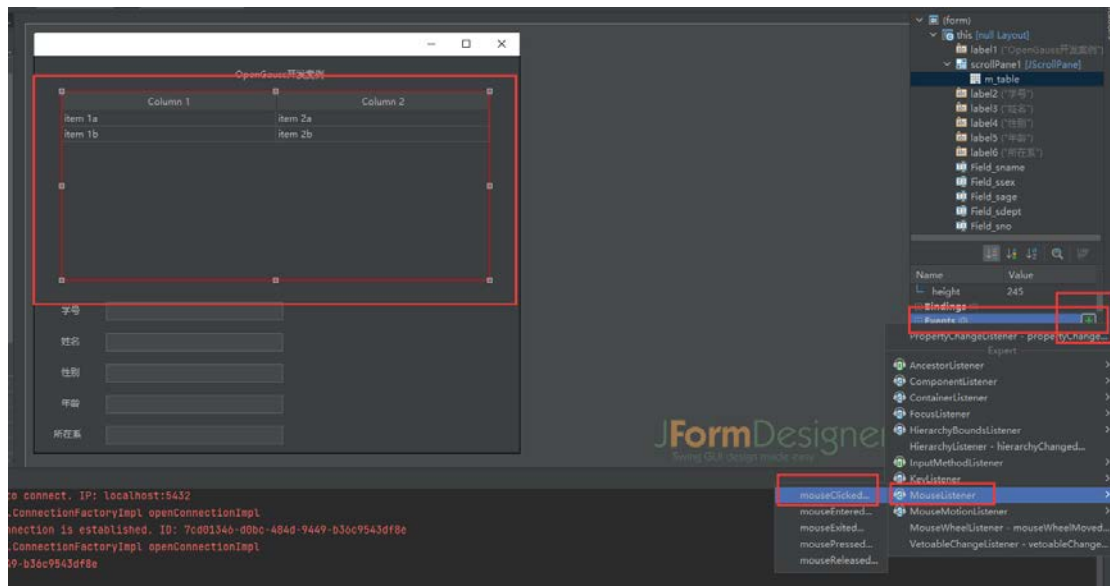 OpenGauss开发案例
Column 1 Column 2
item 1a item 2a
item 1b item 2b
学号
姓名
性别
年龄
所在系
JFormDesigner
Swing GUI design made easy
(form)
this [null Layout]
label1 ("OpenGauss开发案例")
scrollPane1 [JScrollPane]
m_table
label2 ("学号")
label3 ("姓名")
label4 ("性别")
label5 ("年龄")
label6 ("所在系")
Field_sname
Field_ssex
Field_sage
Field_sdept
Field_sno
Name Value
height 245
Bindings (0)
Events (0)
PropertyChangeListener - propertyChange...
Expert
AncestorListener
ComponentListener
ContainerListener
FocusListener
HierarchyBoundsListener
HierarchyListener - hierarchyChanged...
InputMethodListener
KeyListener
MouseListener
MouseMotionListener
MouseWheelListener - mouseWheelMoved...
VetoableChangeListener - vetoableChange...
mouseClicked...
mouseEntered...
mouseExited...
mousePressed...
mouseReleased...
to connect. IP: localhost:5432
.ConnectionFactoryImpl openConnectionImpl
nnection is established. ID: 7cd01346-d0bc-484d-9449-b36c9543df8e
.ConnectionFactoryImpl openConnectionImpl
49-b36c9543df8e